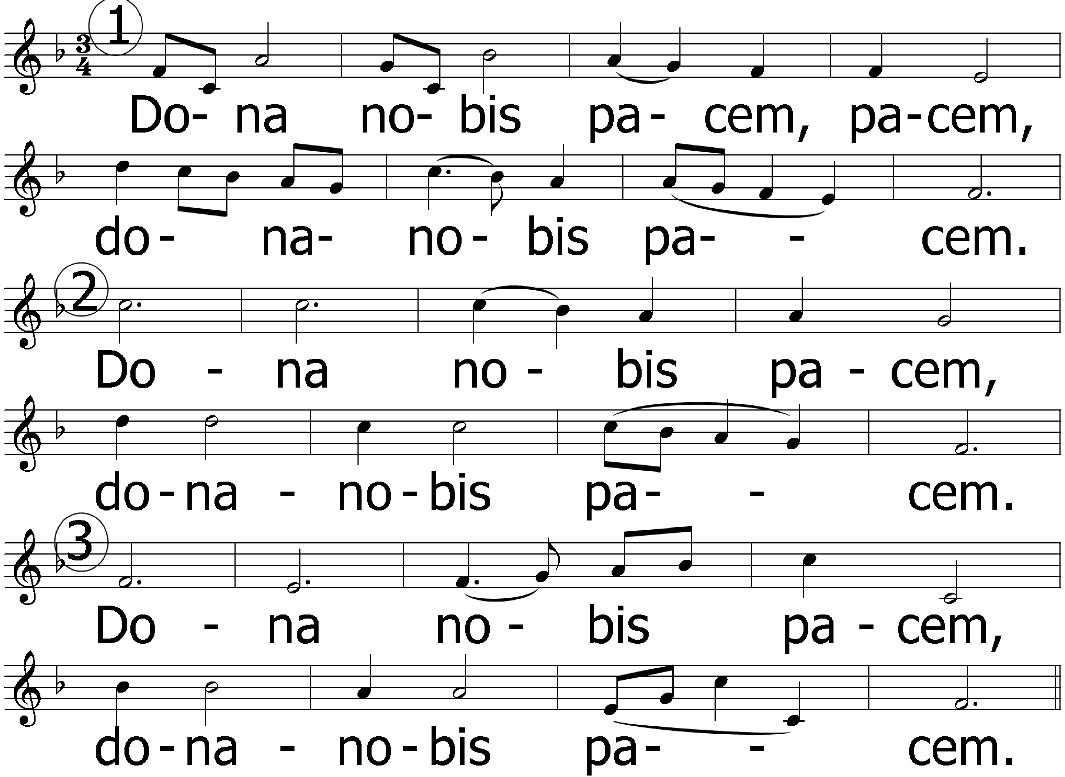 1
3
4
Do- na no- bis pa- cem, pa-cem,
do- na- no- bis pa- - cem.
2
Do - na no - bis pa - cem,
do - na - no - bis pa- - cem.
3
Do - na no - bis pa - cem,
do - na - no - bis pa- - cem.